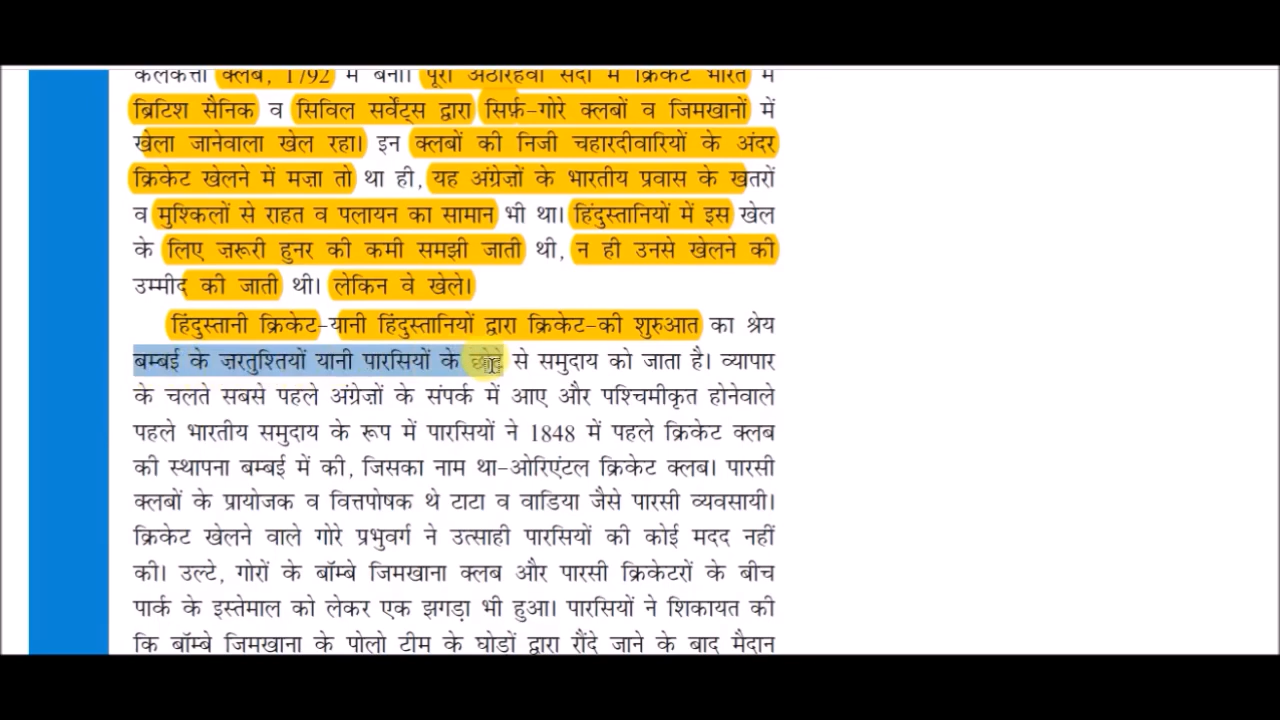 कलकत्ता क्लब, 1792 में बना। पूरी अठारहवीं सदी में क्रिकेट भारत में
ब्रिटिश सैनिक व सिविल सर्वेंट्स द्वारा सिर्फ़-गोरे क्लबों व जिमखानों में
खेला जानेवाला खेल रहा। इन क्लबों की निजी चहारदीवारियों के अंदर
क्रिकेट खेलने में मज़ा तो था ही, यह अंग्रेज़ों के भारतीय प्रवास के खतरों
व मुश्किलों से राहत व पलायन का सामान भी था। हिंदुस्तानियों में इस खेल
के लिए ज़रूरी हुनर की कमी समझी जाती थी, न ही उनसे खेलने की
उम्मीद की जाती थी। लेकिन वे खेले।
हिंदुस्तानी क्रिकेट-यानी हिंदुस्तानियों द्वारा क्रिकेट-की शुरुआत का श्रेय
बम्बई के ज़रतुश्तियों यानी पारसियों के छोटे से समुदाय को जाता है। व्यापार
के चलते सबसे पहले अंग्रेज़ों के संपर्क में आए और पश्चिमीकृत होनेवाले
पहले भारतीय समुदाय के रूप में पारसियों ने 1848 में पहले क्रिकेट क्लब
की स्थापना बम्बई में की, जिसका नाम था-ओरिएंटल क्रिकेट क्लब। पारसी
क्लबों के प्रायोजक व वित्तपोषक थे टाटा व वाडिया जैसे पारसी व्यवसायी।
क्रिकेट खेलने वाले गोरे प्रभुवर्ग ने उत्साही पारसियों की कोई मदद नहीं
की। उल्टे, गोरों के बॉम्बे जिमखाना क्लब और पारसी क्रिकेटरों के बीच
पार्क के इस्तेमाल को लेकर एक झगड़ा भी हुआ। पारसियों ने शिकायत की
कि बॉम्बे जिमखाना के पोलो टीम के घोडों द्वारा रौंदे जाने के बाद मैदान